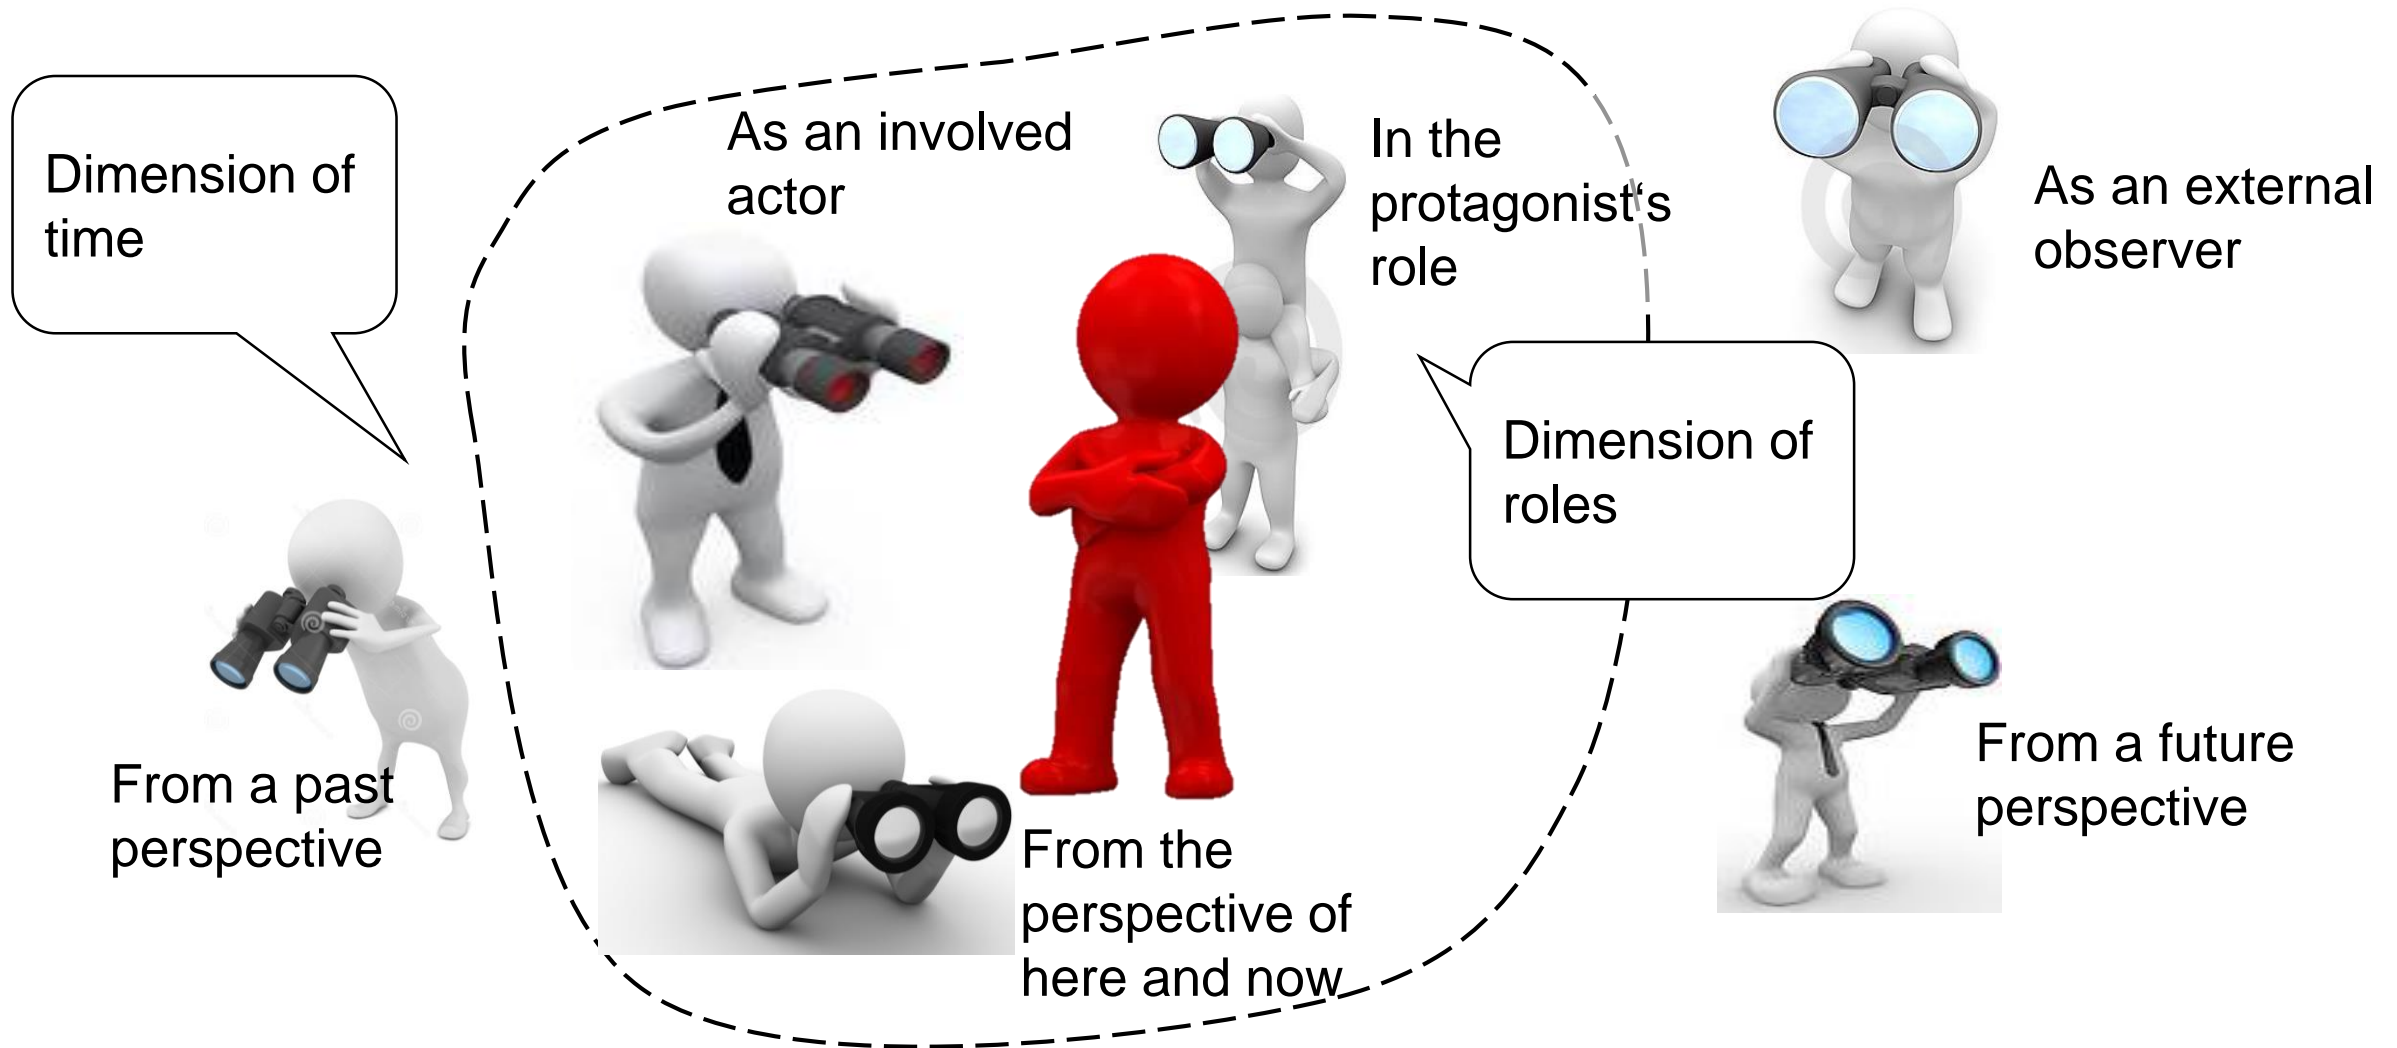 Dimension of
time
As an involved
actor
In the
protagonist‘s
role
As an external
observer
Dimension of
roles
From a past
perspective
From the
perspective of
here and now
From a future
perspective